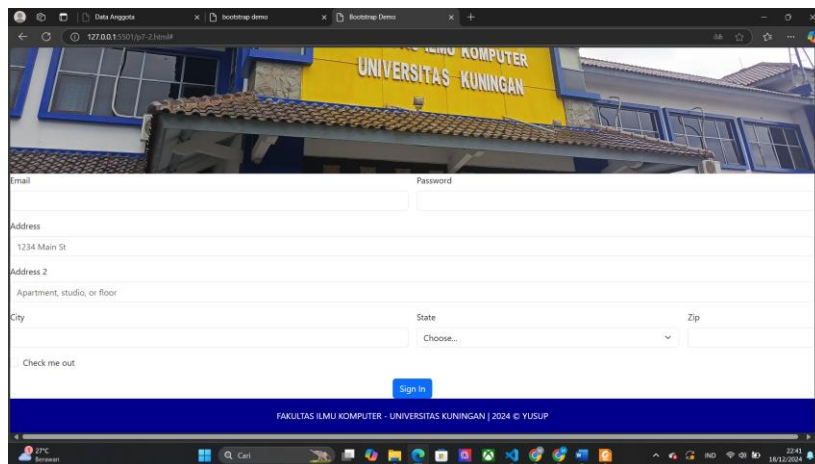 Data Anggota
bootstrap demo
Bootstrap Demo
127.0.0.1:5501/p7-2.html#
ILMU KOMPUTER
UNIVERSITAS KUNINGAN
Email
Password
Address
1234 Main St
Address 2
Apartment, studio, or floor
City
State
Zip
Choose...
Check me out
Sign In
FAKULTAS ILMU KOMPUTER - UNIVERSITAS KUNINGAN | 2024 © YUSUP
27°C
Berawan
Cari
IND
22:41
18/12/2024